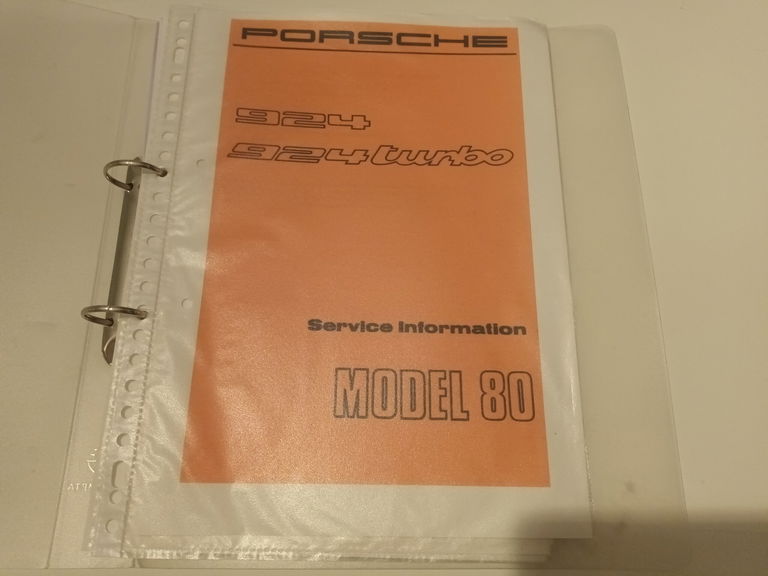 PORSCHE
924
924 turbo
Service Information
MODEL 80